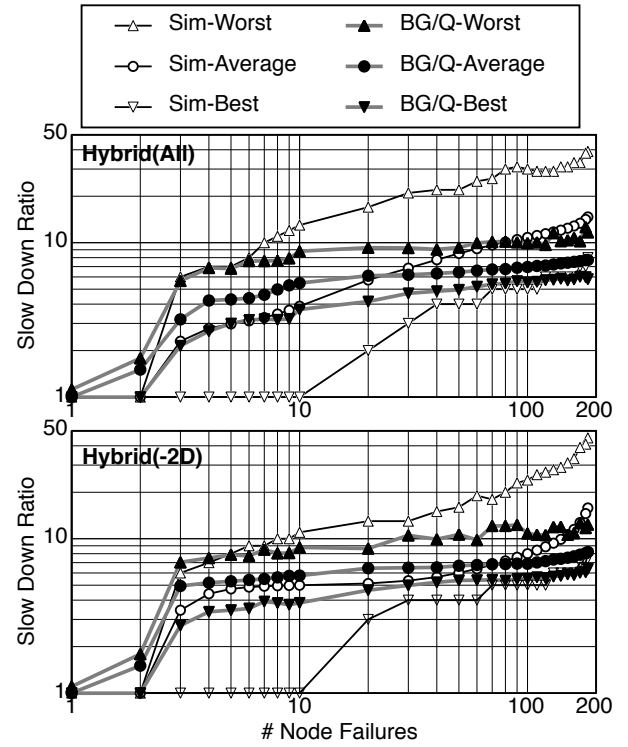 Sim-Worst BG/Q-Worst
Sim-Average BG/Q-Average
Sim-Best BG/Q-Best
50
Hybrid(All)
Slow Down Ratio
10
1
1 10 100 200
50
Hybrid(-2D)
Slow Down Ratio
10
1
1 10 100 200
# Node Failures